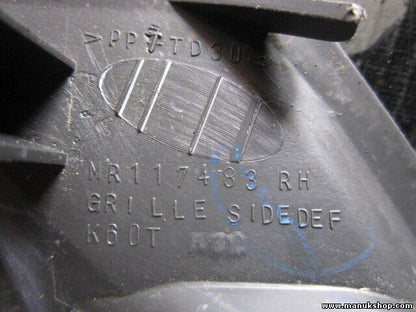 >PP+TD30<
MR117483 RH
GRILLE SIDEDEF
K60T
www.manukshop.com